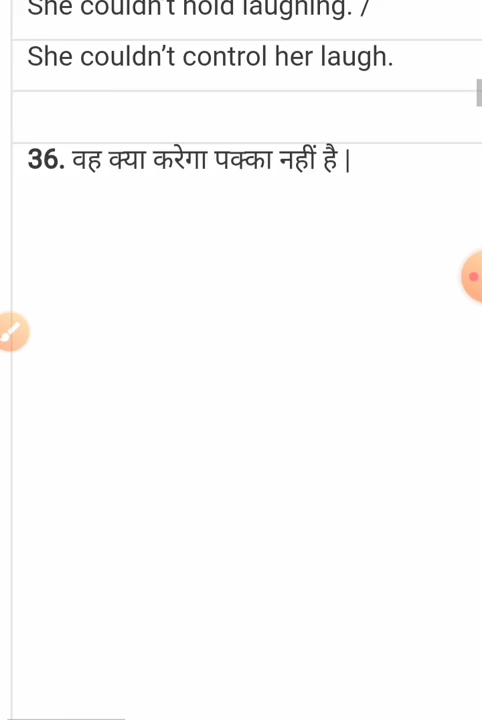 She couldn't hold laughing. /
She couldn’t control her laugh.
36. वह क्या करेगा पक्का नहीं है |